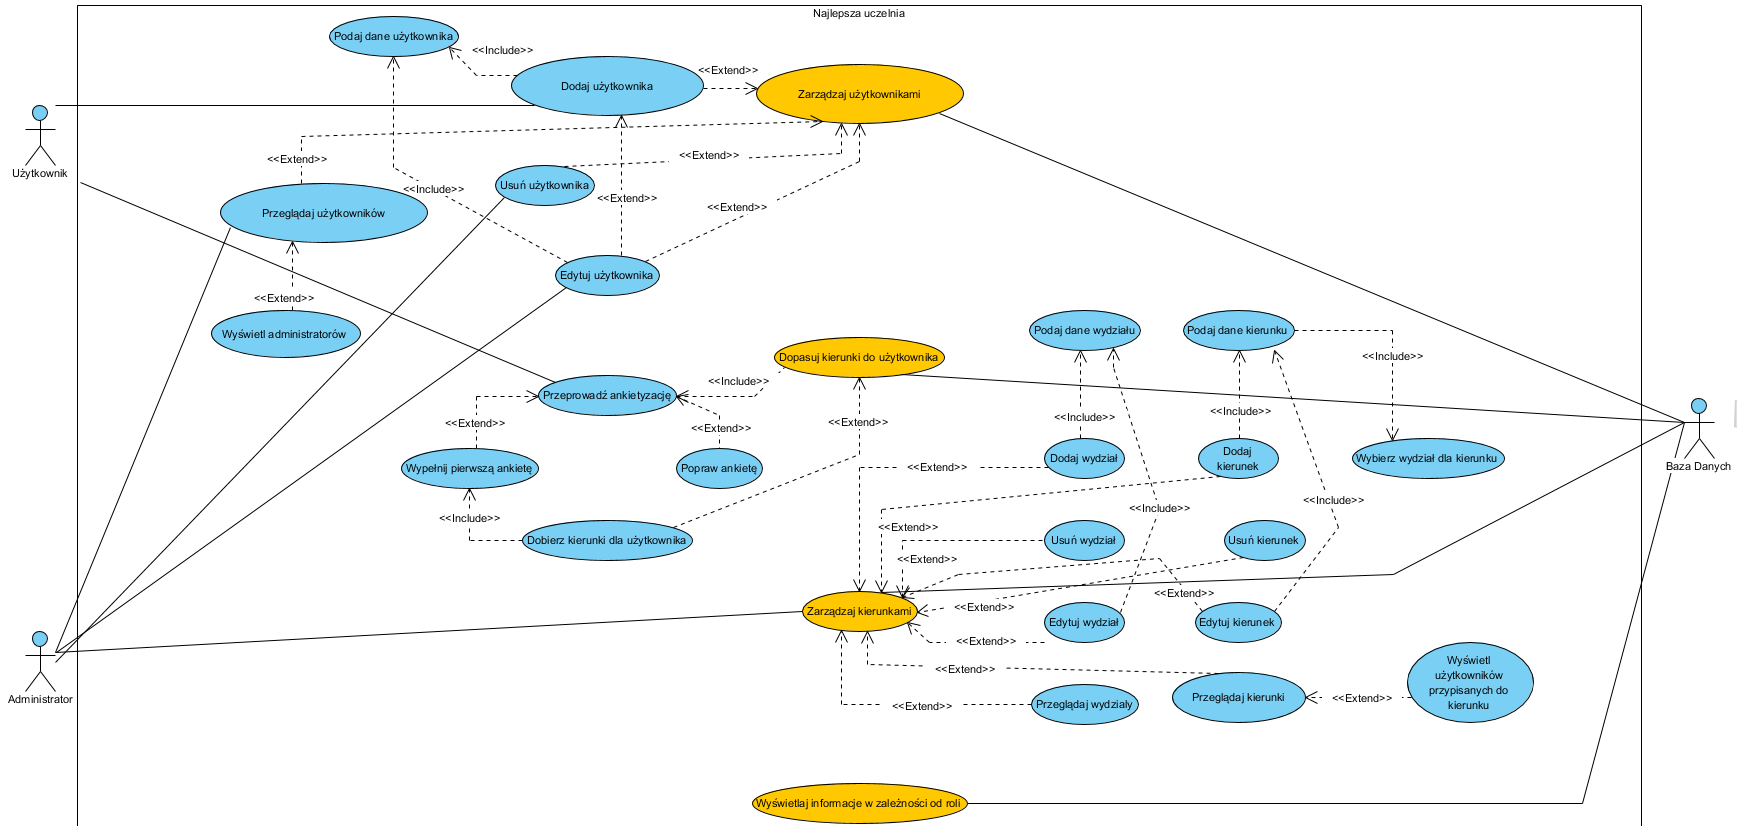 Najlepsza uczelnia
Podaj dane użytkownika
<<Include>>
<<Extend>>
Dodaj użytkownika
Zarządzaj użytkownikami
<<Extend>>
<<Extend>>
Użytkownik
Usuń użytkownika
<<Include>>
<<Extend>>
<<Extend>>
Przeglądaj użytkowników
Edytuj użytkownika
<<Extend>>
Wyświetl administratorów
Podaj dane wydziału
Podaj dane kierunku
Dopasuj kierunki do użytkownika
<<Include>>
<<Include>>
Przeprowadź ankietyzację
<<Include>>
<<Include>>
<<Extend>>
<<Extend>>
<<Extend>>
Dodaj
kierunek
Wypełnij pierwszą ankietę
Popraw ankietę
<<Extend>>
Dodaj wydział
Wybierz wydział dla kierunku
Baza Danych
<<Include>>
<<Include>>
<<Include>>
<<Extend>>
Dobierz kierunki dla użytkownika
Usuń wydział
Usuń kierunek
<<Extend>>
<<Extend>>
<<Extend>>
Zarządzaj kierunkami
Edytuj wydział
Edytuj kierunek
<<Extend>>
<<Extend>>
Administrator
Wyświetl
użytkowników
przypisanych do
kierunku
Przeglądaj kierunki
<<Extend>>
<<Extend>>
Przeglądaj wydzialy
Wyświetlaj informacje w zależności od roli